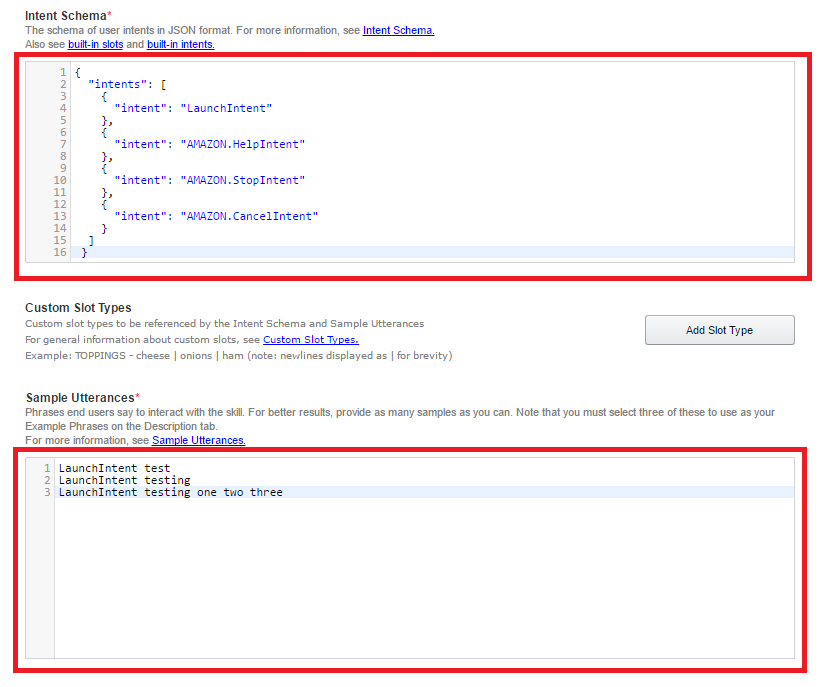 Intent Schema*
The schema of user intents in JSON format. For more information, see Intent Schema.
Also see built-in slots and built-in intents.
1 {
2   "intents": [
3     {
4       "intent": "LaunchIntent"
5     },
6     {
7       "intent": "AMAZON.HelpIntent"
8     },
9     {
10       "intent": "AMAZON.StopIntent"
11     },
12     {
13       "intent": "AMAZON.CancelIntent"
14     }
15   ]
16  }
Custom Slot Types
Custom slot types to be referenced by the Intent Schema and Sample Utterances
For general information about custom slots, see Custom Slot Types.
Add Slot Type
Example: TOPPINGS - cheese | onions | ham (note: newlines displayed as | for brevity)
Sample Utterances*
Phrases end users say to interact with the skill. For better results, provide as many samples as you can. Note that you must select three of these to use as your
Example Phrases on the Description tab.
For more information, see Sample Utterances.
1 LaunchIntent test
2 LaunchIntent testing
3 LaunchIntent testing one two three